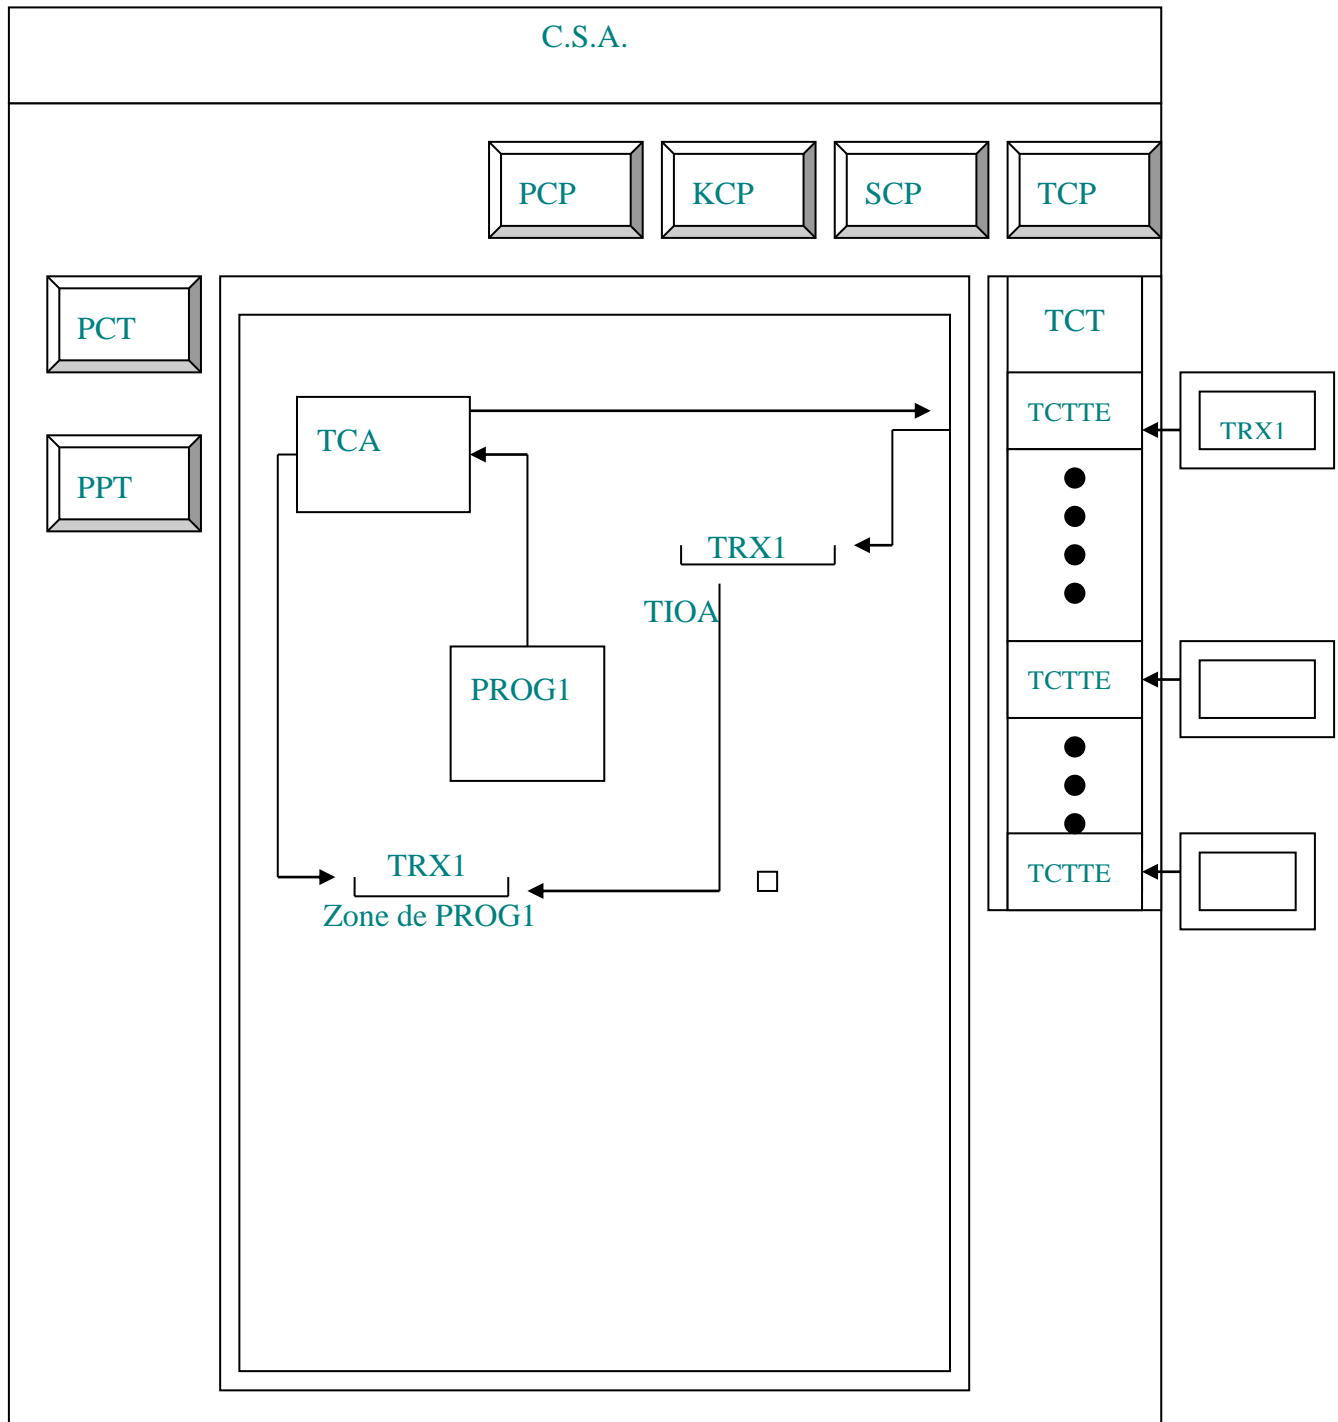 C.S.A.
PCP
KCP
SCP
TCP
PCT
TCT
TCA
TCTTE
TRX1
PPT
TRX1
TIOA
PROG1
TCTTE
TRX1
TCTTE
Zone de PROG1